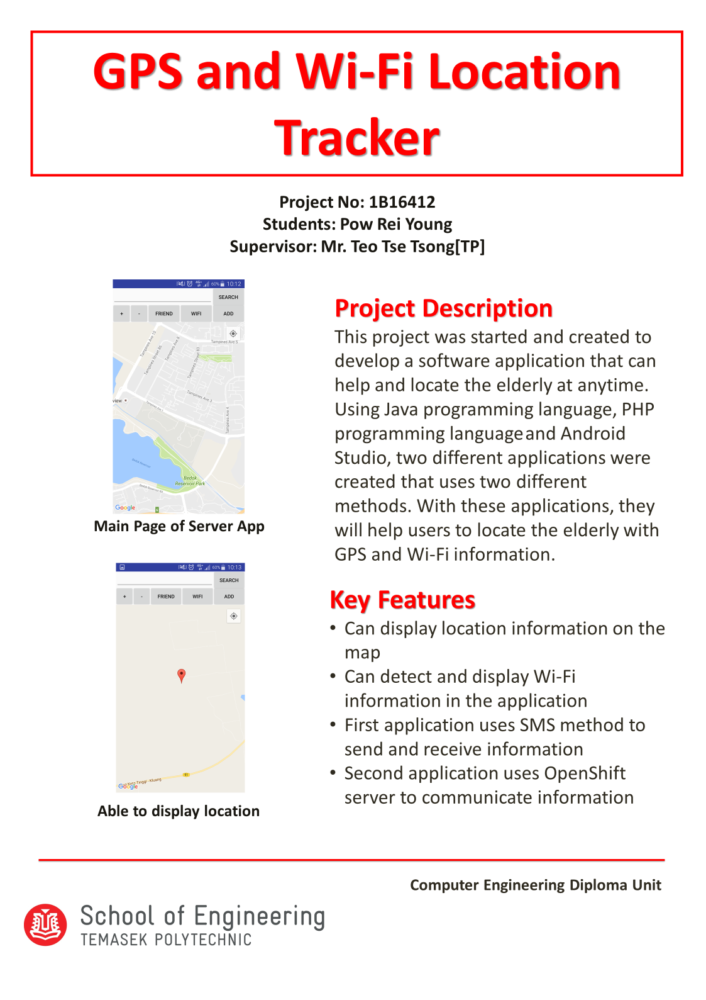 GPS and Wi-Fi Location
Tracker
Project No: 1B16412
Students: Pow Rei Young
Supervisor: Mr. Teo Tse Tsong[TP]
4G+ 60% 10:12
SEARCH
+ - FRIEND WIFI ADD
Tampines Ave 10
Tampines Ave 5
Tampines Ave 8
Tampines Street 86
Tampines Street 83
Tampines Ave 3
view
Tampines Ave 1
Tampines Ave 4
Bedok Reservoir
Bedok
Reservoir Park
Bedok Reservoir Rd
Google
Main Page of Server App
4G+ 60% 10:13
SEARCH
+ - FRIEND WIFI ADD
91
Kota Tinggi - Kluang
Google
Able to display location
Project Description
This project was started and created to
develop a software application that can
help and locate the elderly at anytime.
Using Java programming language, PHP
programming language and Android
Studio, two different applications were
created that uses two different
methods. With these applications, they
will help users to locate the elderly with
GPS and Wi-Fi information.
Key Features
• Can display location information on the
map
• Can detect and display Wi-Fi
information in the application
• First application uses SMS method to
send and receive information
• Second application uses OpenShift
server to communicate information
Computer Engineering Diploma Unit
School of Engineering
TEMASEK POLYTECHNIC